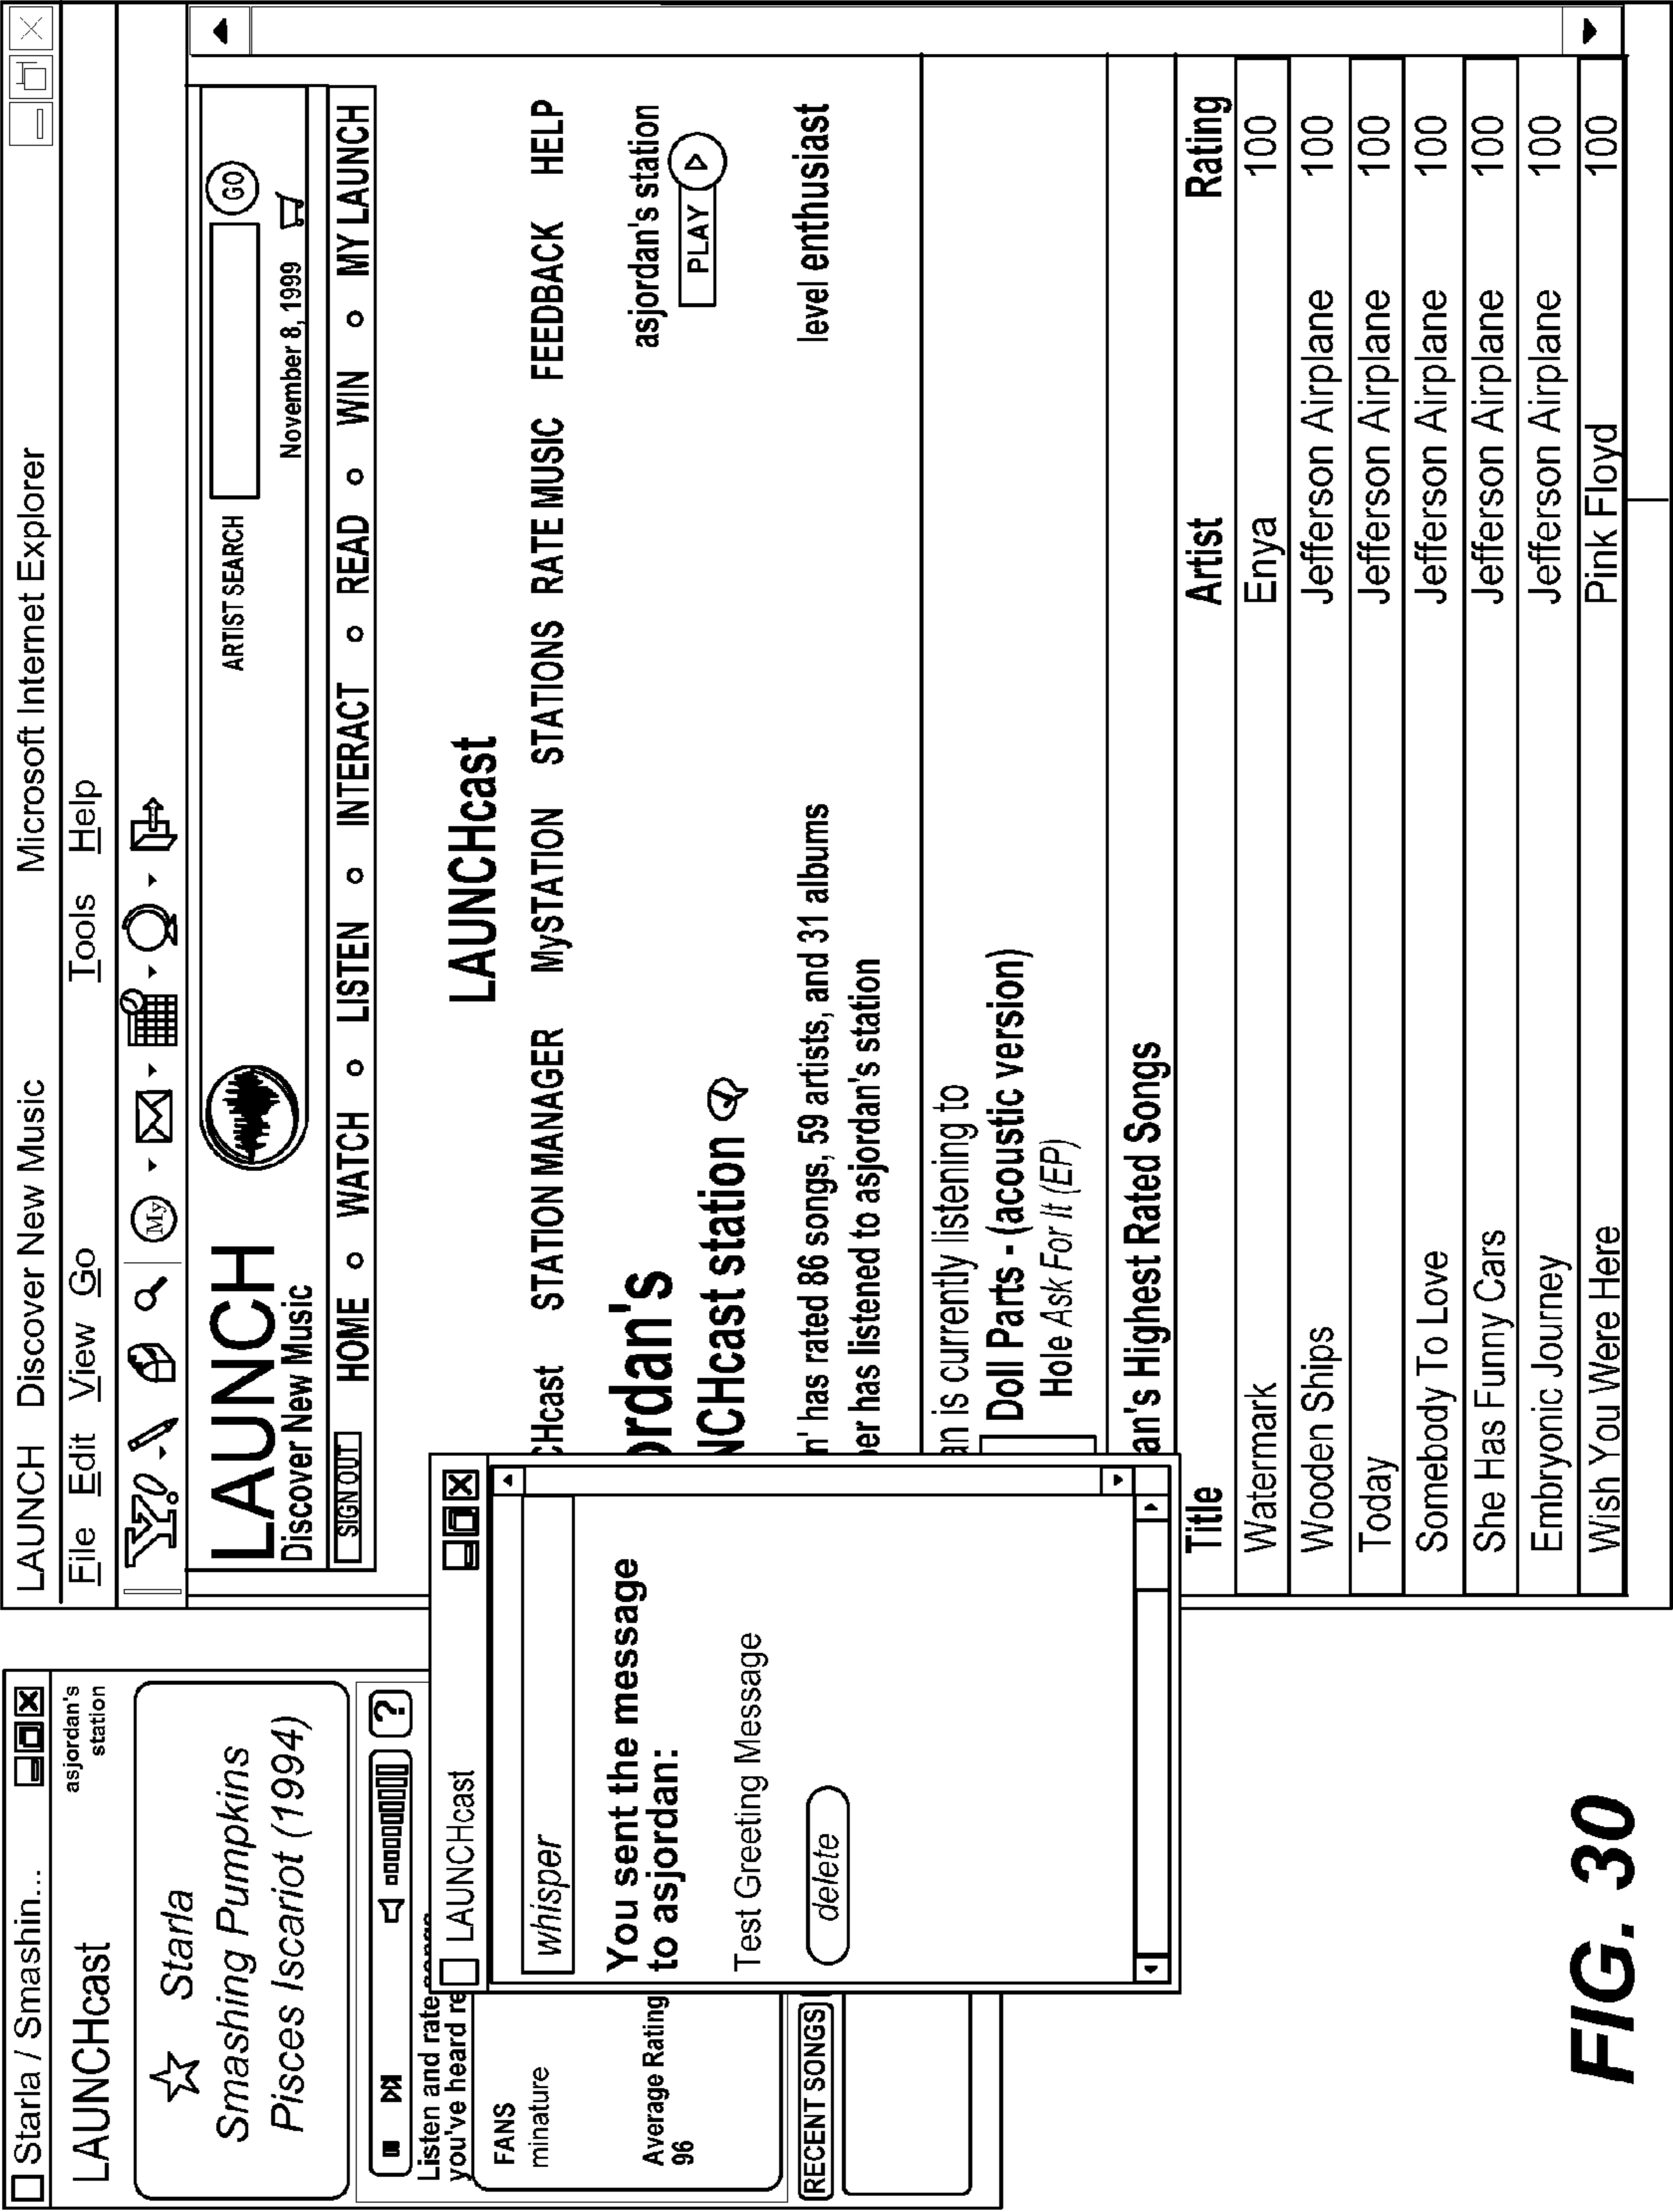 Starla / Smashin...
LAUNCHcast
asjordan's
station
Starla
Smashing Pumpkins
Pisces Iscariot (1994)
?
Listen and rate songs
you've heard re
FANS
minature
Average Rating
96
RECENT SONGS
LAUNCHcast
whisper
You sent the message
to asjordan:
Test Greeting Message
delete
LAUNCH Discover New Music Microsoft Internet Explorer
File Edit View Go Tools Help
Y! My
LAUNCH
Discover New Music
ARTIST SEARCH GO
November 8, 1999
SIGN OUT HOME o WATCH o LISTEN o INTERACT o READ o WIN o MY LAUNCH
LAUNCHcast
CHcast STATION MANAGER MySTATION STATIONS RATE MUSIC FEEDBACK HELP
ordan's
NCHcast station
asjordan's station
PLAY
n' has rated 86 songs, 59 artists, and 31 albums level enthusiast
er has listened to asjordan's station
an is currently listening to
Doll Parts - (acoustic version)
Hole Ask For It (EP)
an's Highest Rated Songs
Title Artist Rating
Watermark Enya 100
Wooden Ships Jefferson Airplane 100
Today Jefferson Airplane 100
Somebody To Love Jefferson Airplane 100
She Has Funny Cars Jefferson Airplane 100
Embryonic Journey Jefferson Airplane 100
Wish You Were Here Pink Floyd 100
FIG. 30